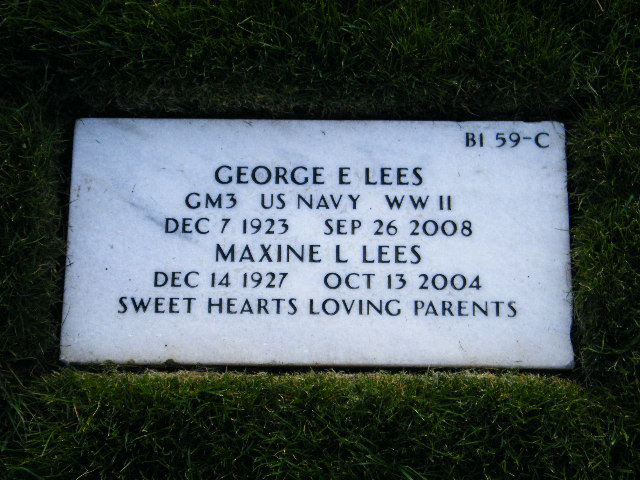 BI 59-C
GEORGE E LEES
GM3 US NAVY WW II
DEC 7 1923 SEP 26 2008
MAXINE L LEES
DEC 14 1927 OCT 13 2004
SWEET HEARTS LOVING PARENTS